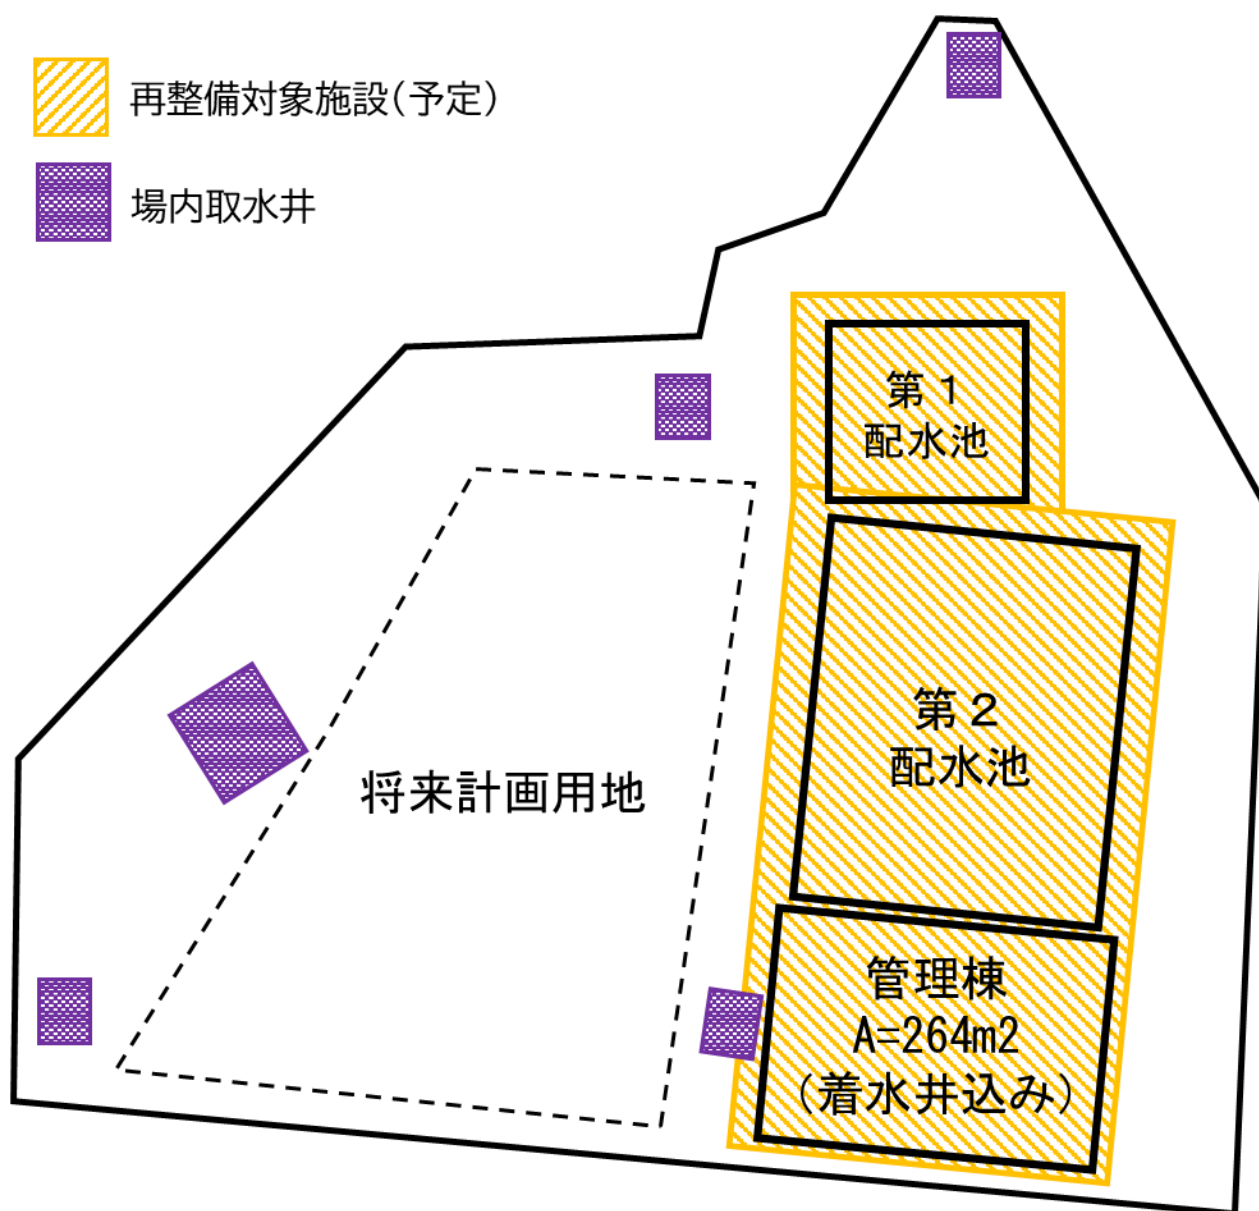 再整備対象施設(予定)
場内取水井
第１
配水池
第２
配水池
将来計画用地
管理棟
A=264m2
(着水井込み)